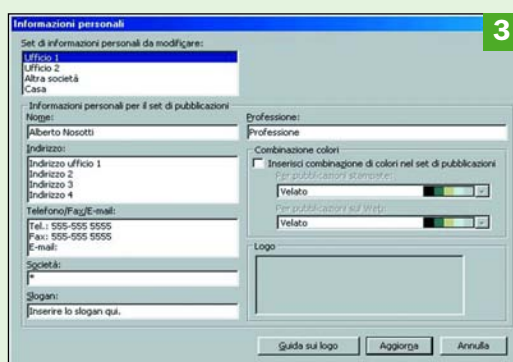 Informazioni personali
3
Set di informazioni personali da modificare:
Ufficio 1
Ufficio 2
Altra società
Casa
Informazioni personali per il set di pubblicazioni
Nome:
Alberto Nosotti
Professione:
Professione
Indirizzo:
Indirizzo ufficio 1
Indirizzo 2
Indirizzo 3
Indirizzo 4
Combinazione colori
Inserisci combinazione di colori nel set di pubblicazioni
Per pubblicazioni stampate:
Velato
Per pubblicazioni sul Web:
Velato
Telefono/Fax/E-mail:
Tel.: 555-555 5555
Fax: 555-555 5555
E-mail:
Società:
*
Logo
Slogan:
Inserire lo slogan qui.
Guida sul logo
Aggiorna
Annulla